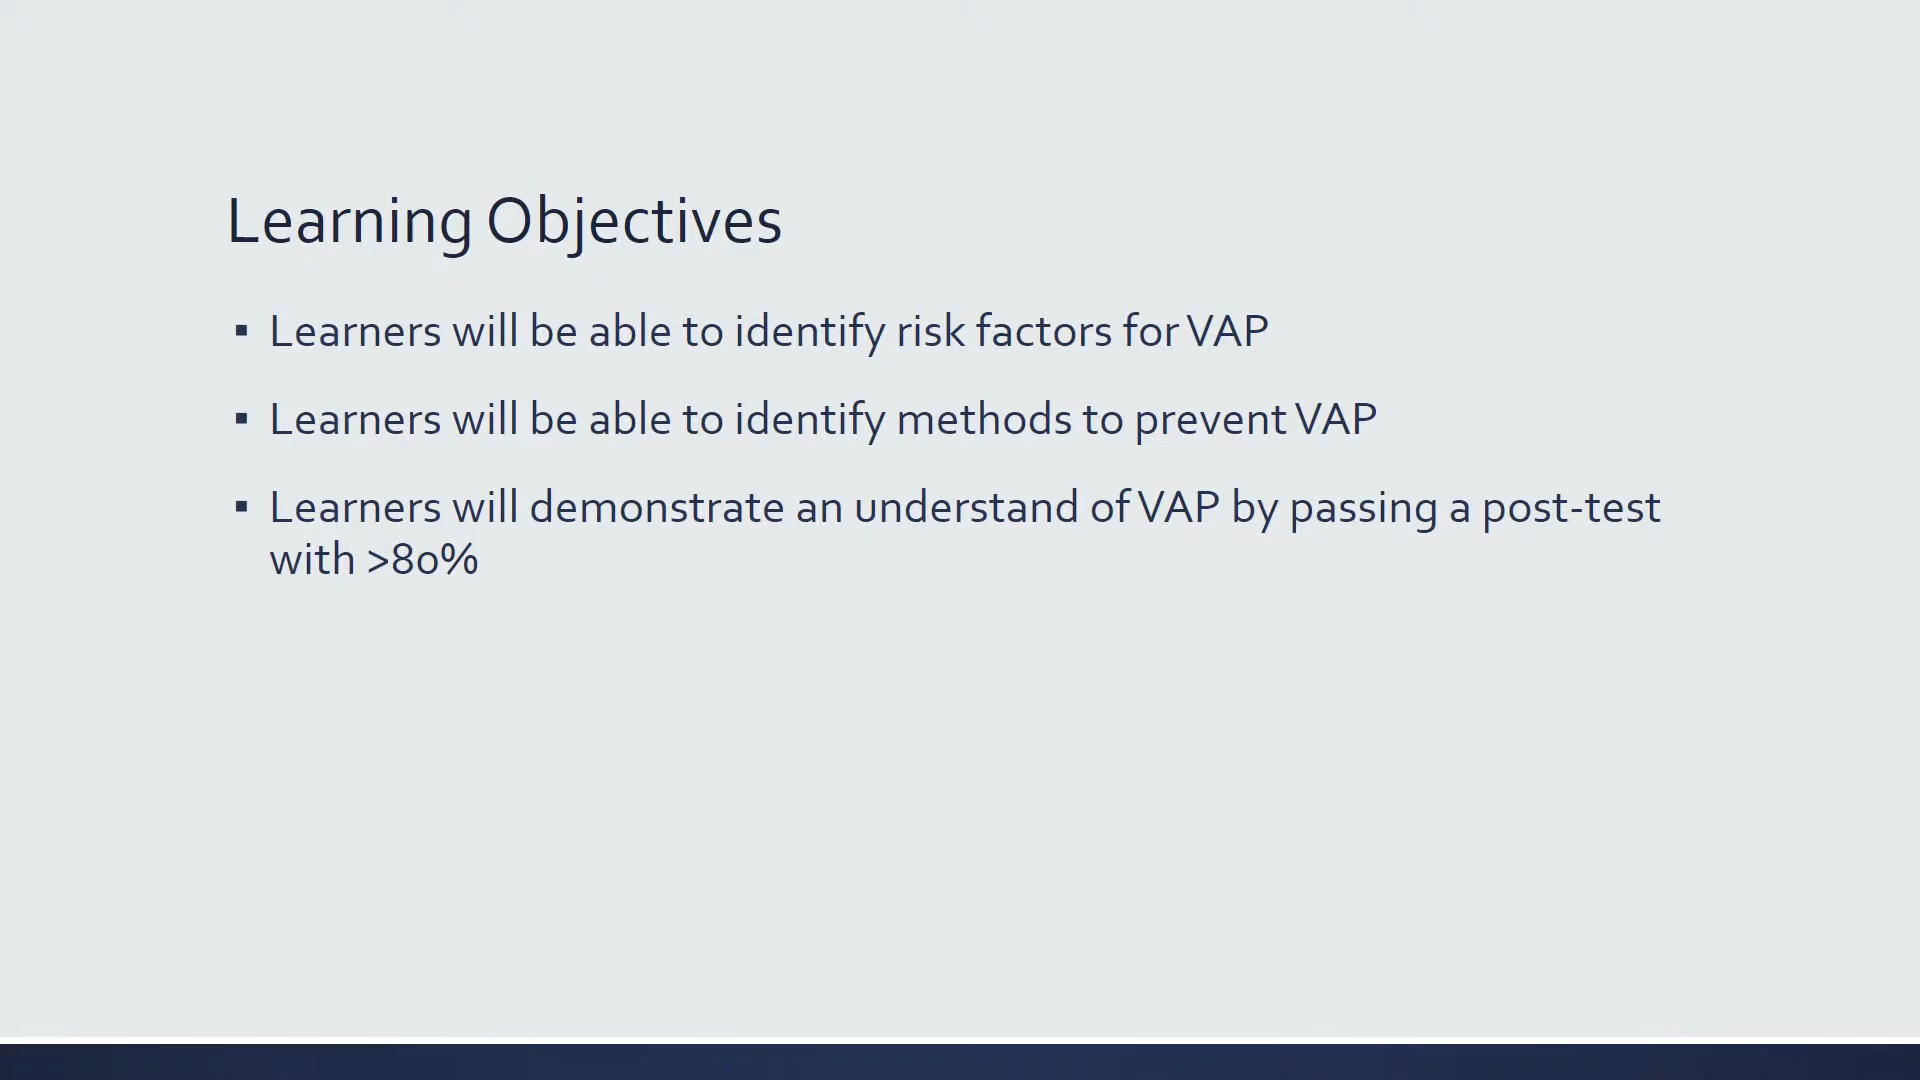 Learning Objectives
▪ Learners will be able to identify risk factors for VAP
▪ Learners will be able to identify methods to prevent VAP
▪ Learners will demonstrate an understand of VAP by passing a post-test
with >80%